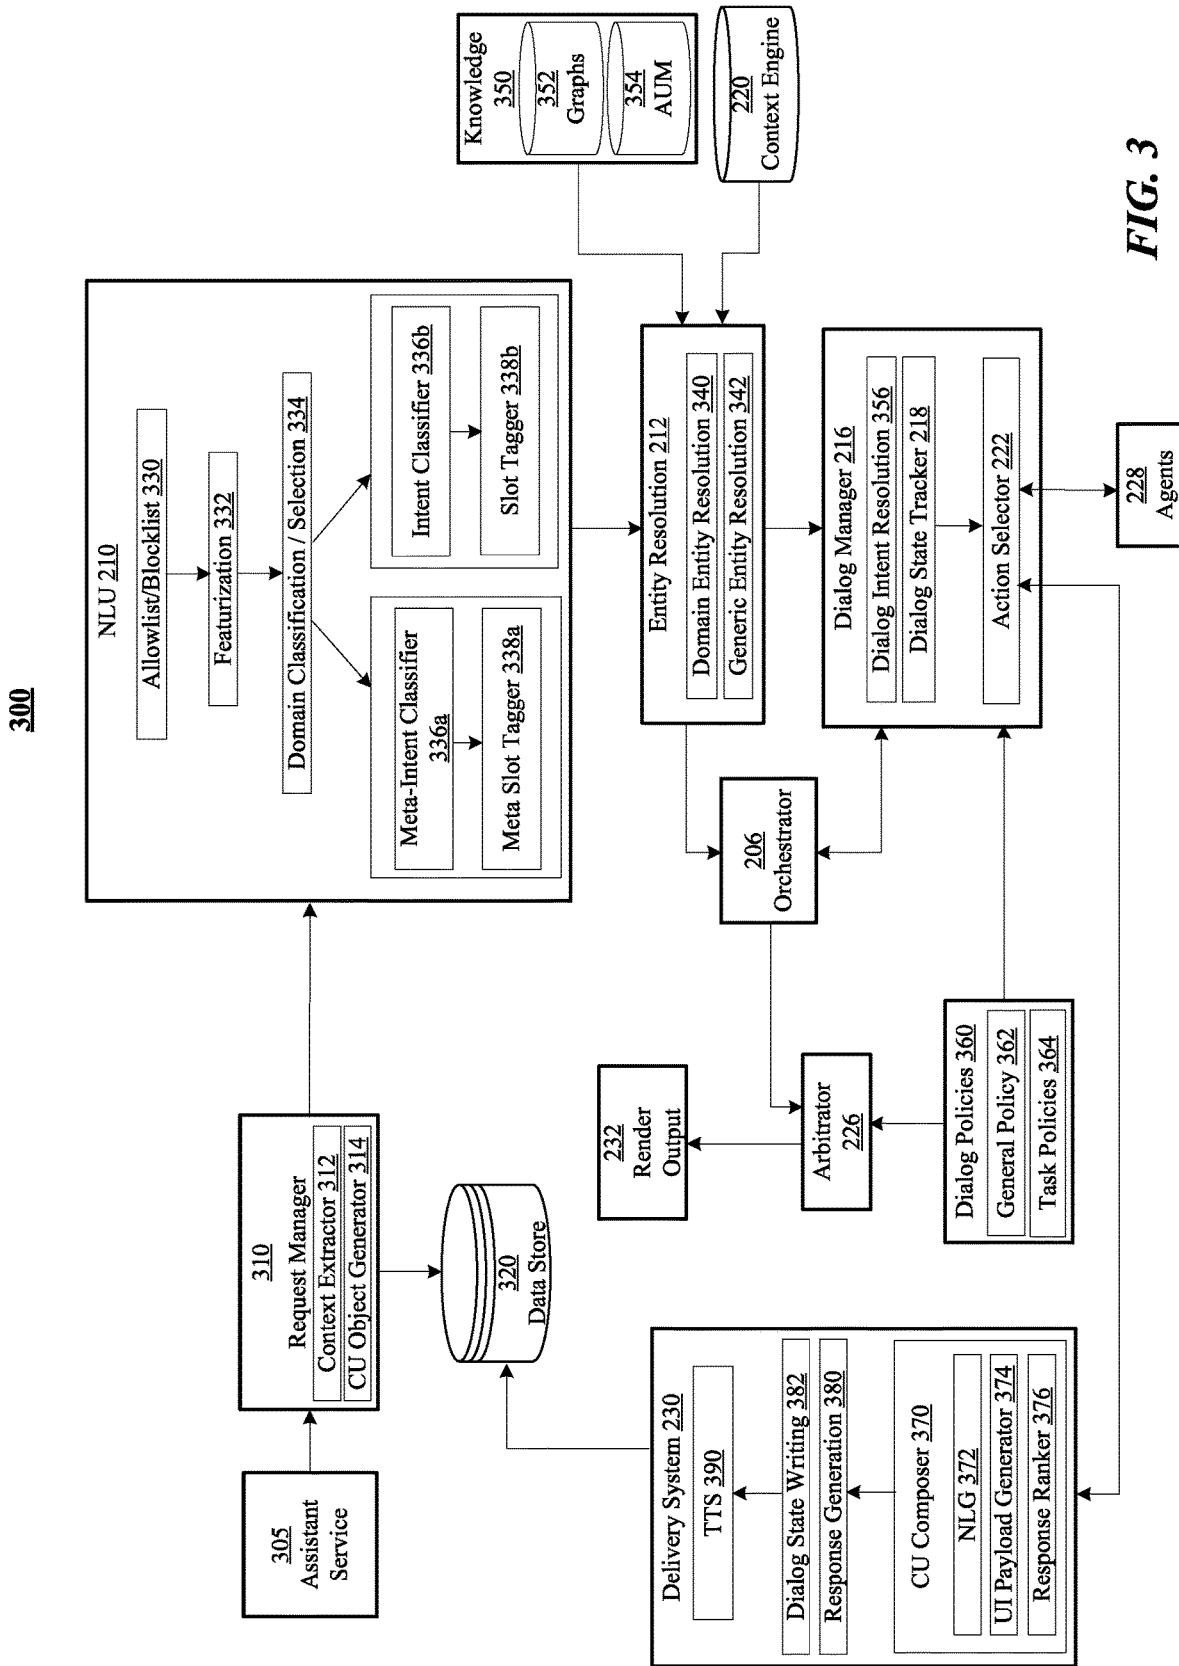 300
305
Assistant
Service
310
Request Manager
Context Extractor 312
CU Object Generator 314
320
Data Store
NLU 210
Allowlist/Blocklist 330
Featurization 332
Domain Classification / Selection 334
Meta-Intent Classifier
336a
Meta Slot Tagger 338a
Intent Classifier 336b
Slot Tagger 338b
Knowledge
350
352
Graphs
354
AUM
220
Context Engine
Entity Resolution 212
Domain Entity Resolution 340
Generic Entity Resolution 342
Delivery System 230
TTS 390
Dialog State Writing 382
Response Generation 380
CU Composer 370
NLG 372
UI Payload Generator 374
Response Ranker 376
232
Render
Output
Arbitrator
226
206
Orchestrator
Dialog Policies 360
General Policy 362
Task Policies 364
Dialog Manager 216
Dialog Intent Resolution 356
Dialog State Tracker 218
Action Selector 222
228
Agents
FIG. 3